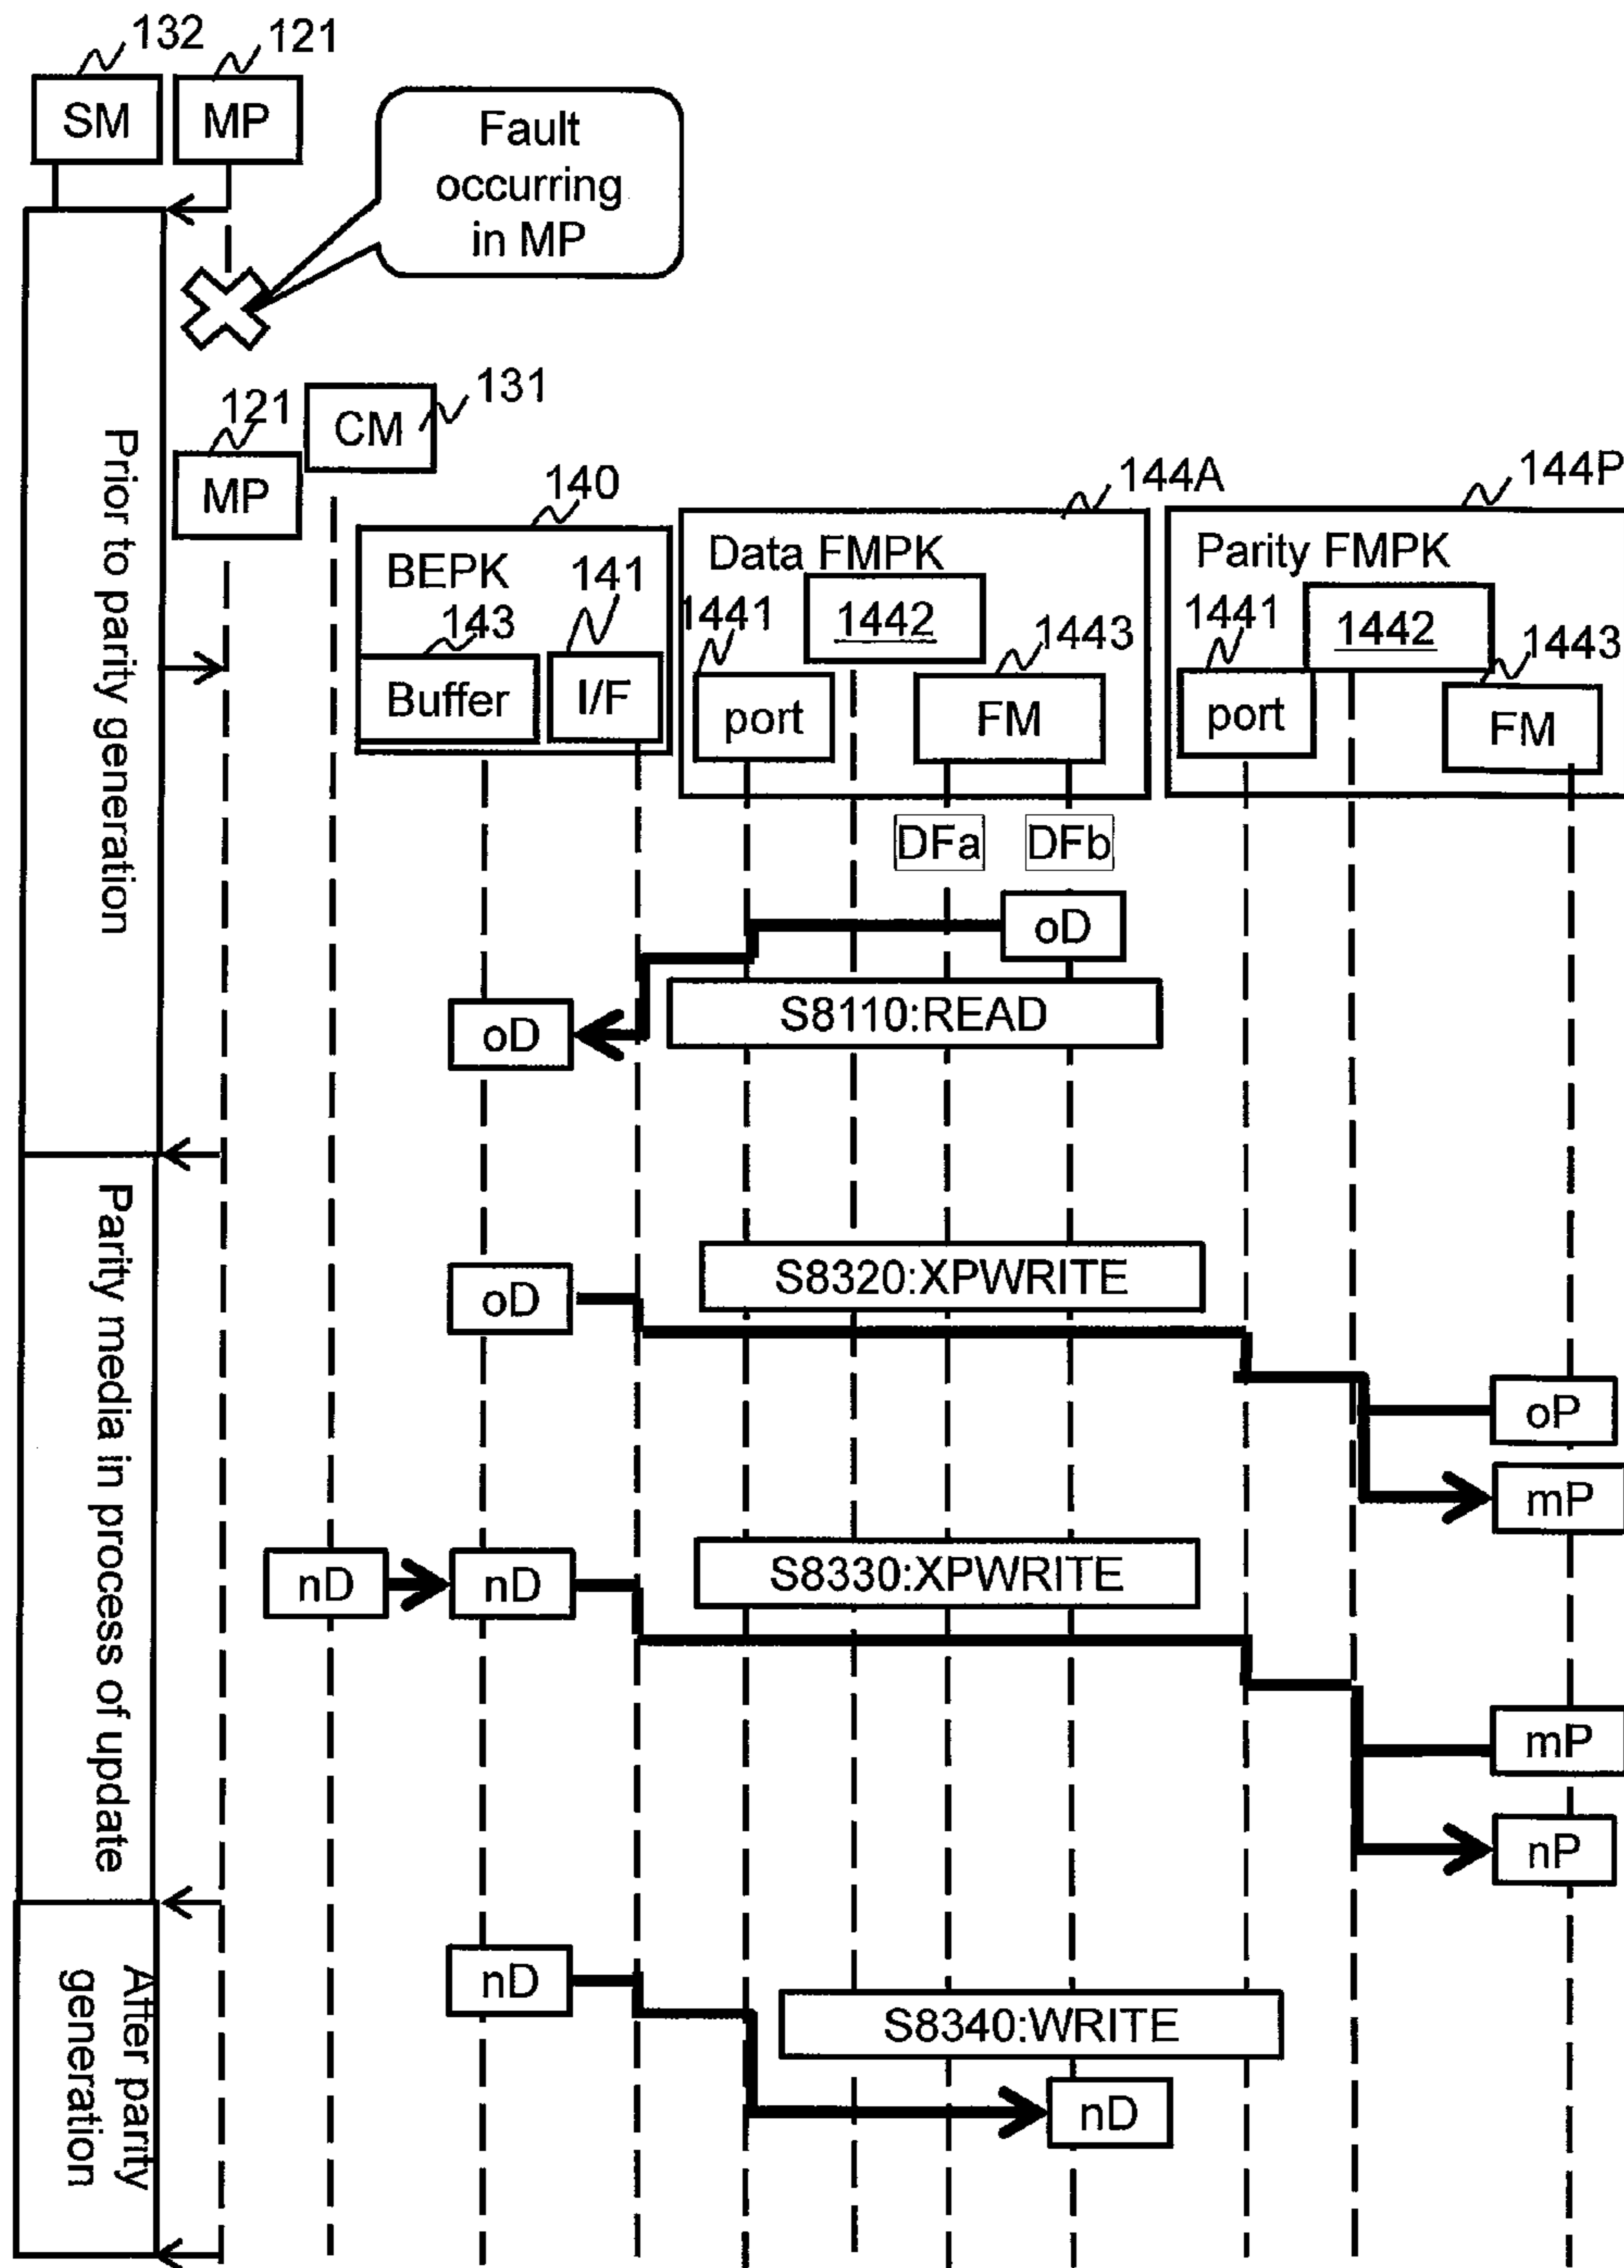 132
121
SM
MP
Fault
occurring
in MP
131
CM
121
MP
Prior to parity generation
140
144A
144P
BEPK
141
143
Buffer
I/F
Data FMPK
1441
1442
1443
port
FM
Parity FMPK
1441
1442
1443
port
FM
DFa
DFb
oD
S8110:READ
oD
Parity media in process of update
S8320:XPWRITE
oD
oP
mP
nD
nD
S8330:XPWRITE
mP
nP
After parity
generation
nD
S8340:WRITE
nD